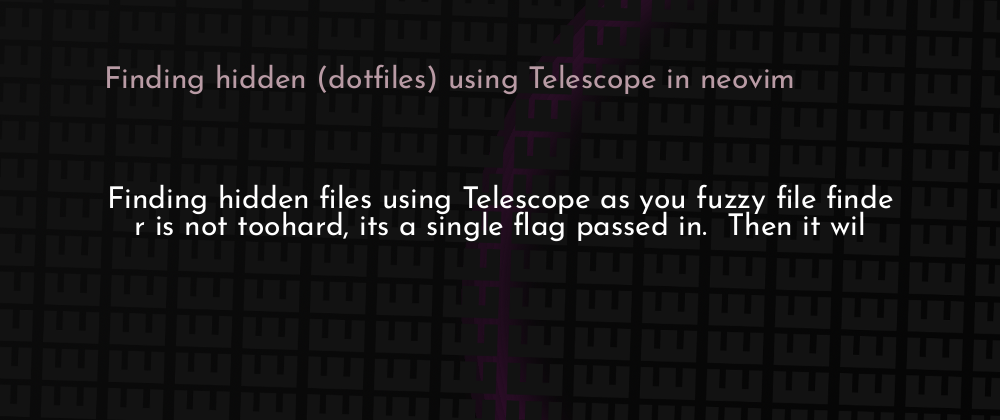 Finding hidden (dotfiles) using Telescope in neovim
Finding hidden files using Telescope as you fuzzy file finde
r is not toohard, its a single flag passed in.  Then it wil